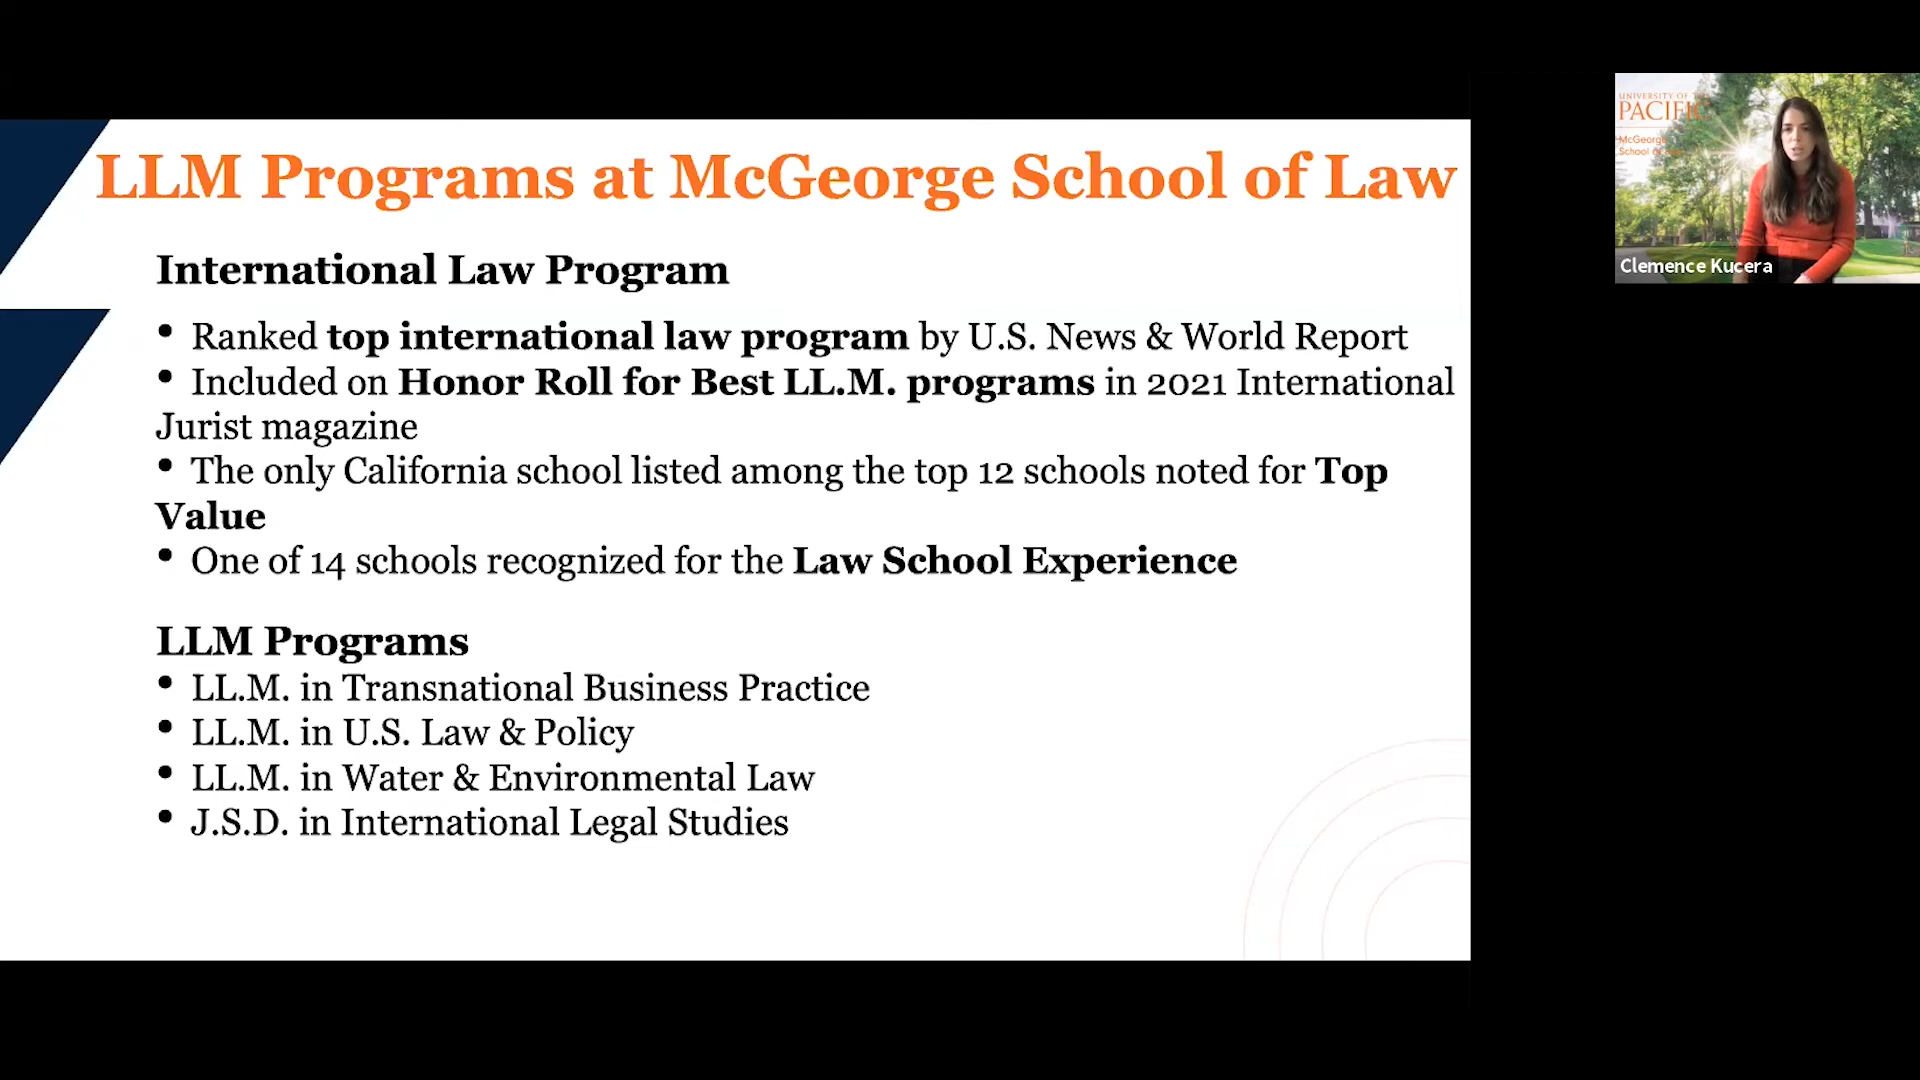 LLM Programs at McGeorge School of Law
International Law Program
• Ranked top international law program by U.S. News & World Report
• Included on Honor Roll for Best LL.M. programs in 2021 International
Jurist magazine
• The only California school listed among the top 12 schools noted for Top
Value
• One of 14 schools recognized for the Law School Experience
LLM Programs
• LL.M. in Transnational Business Practice
• LL.M. in U.S. Law & Policy
• LL.M. in Water & Environmental Law
• J.S.D. in International Legal Studies
UNIVERSITY OF
PACIFIC
McGeorge
School
Clemence Kucera